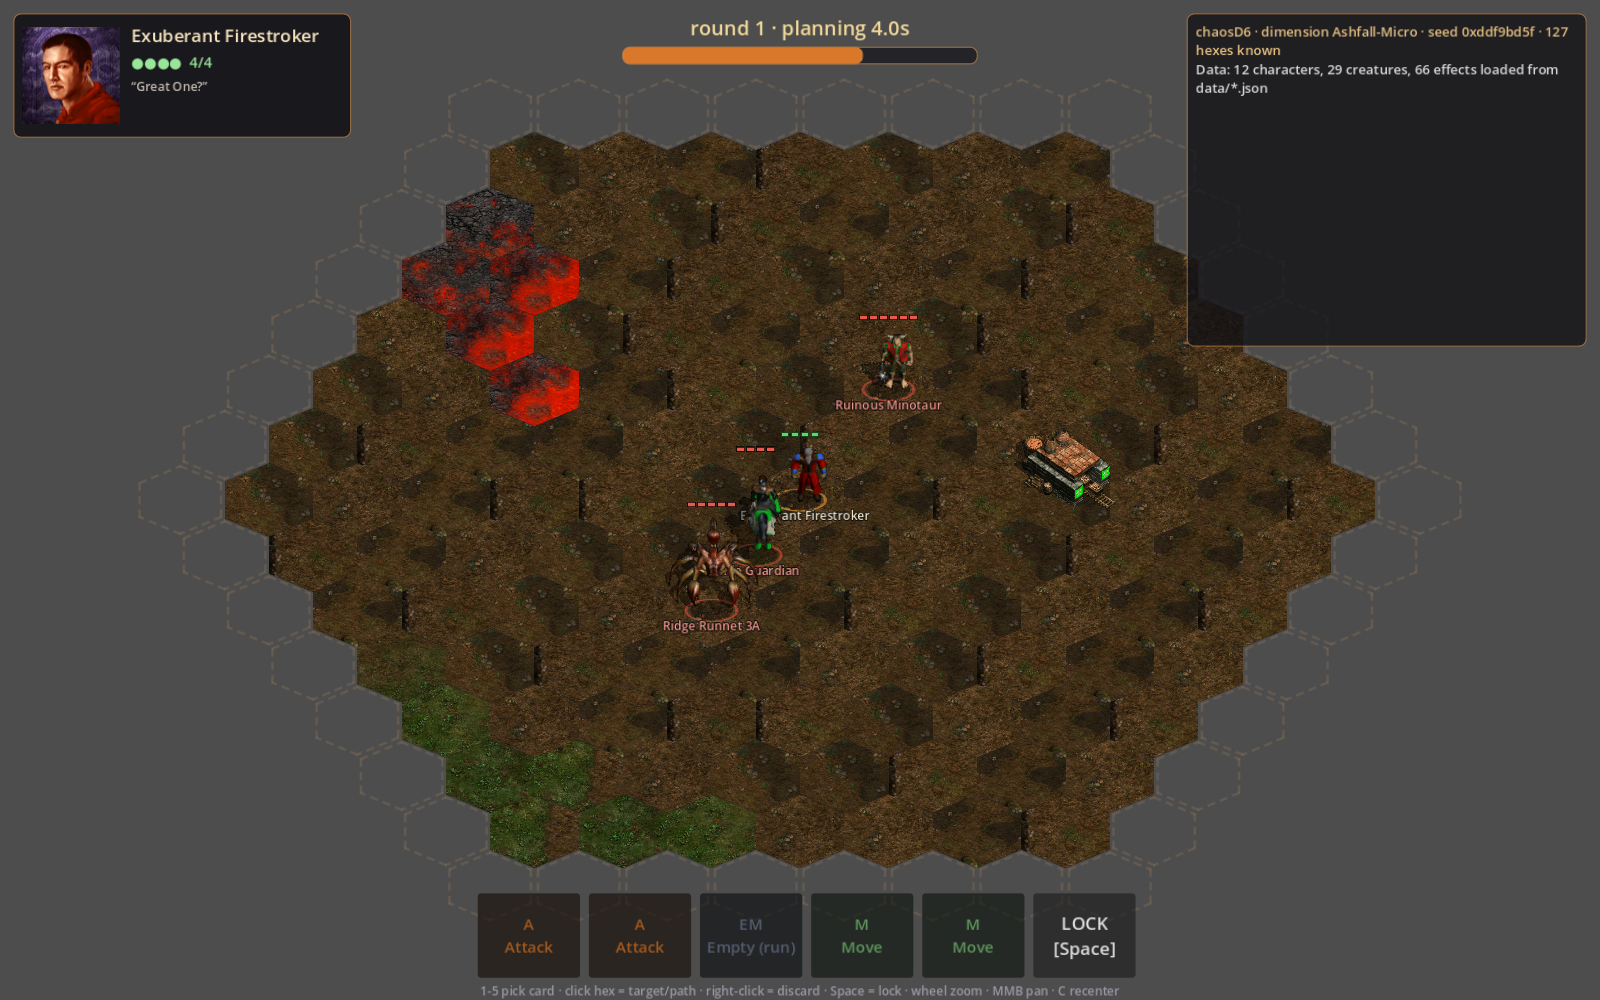 Exuberant Firestroker
4/4
“Great One?”
round 1 · planning 4.0s
chaosD6 · dimension Ashfall-Micro · seed 0xddf9bd5f · 127
hexes known
Data: 12 characters, 29 creatures, 66 effects loaded from
data/*.json
Ruinous Minotaur
E ant Firestroker
Guardian
Ridge Runnet 3A
A
Attack
A
Attack
EM
Empty (run)
M
Move
M
Move
LOCK
[Space]
1-5 pick card · click hex = target/path · right-click = discard · Space = lock · wheel zoom · MMB pan · C recenter